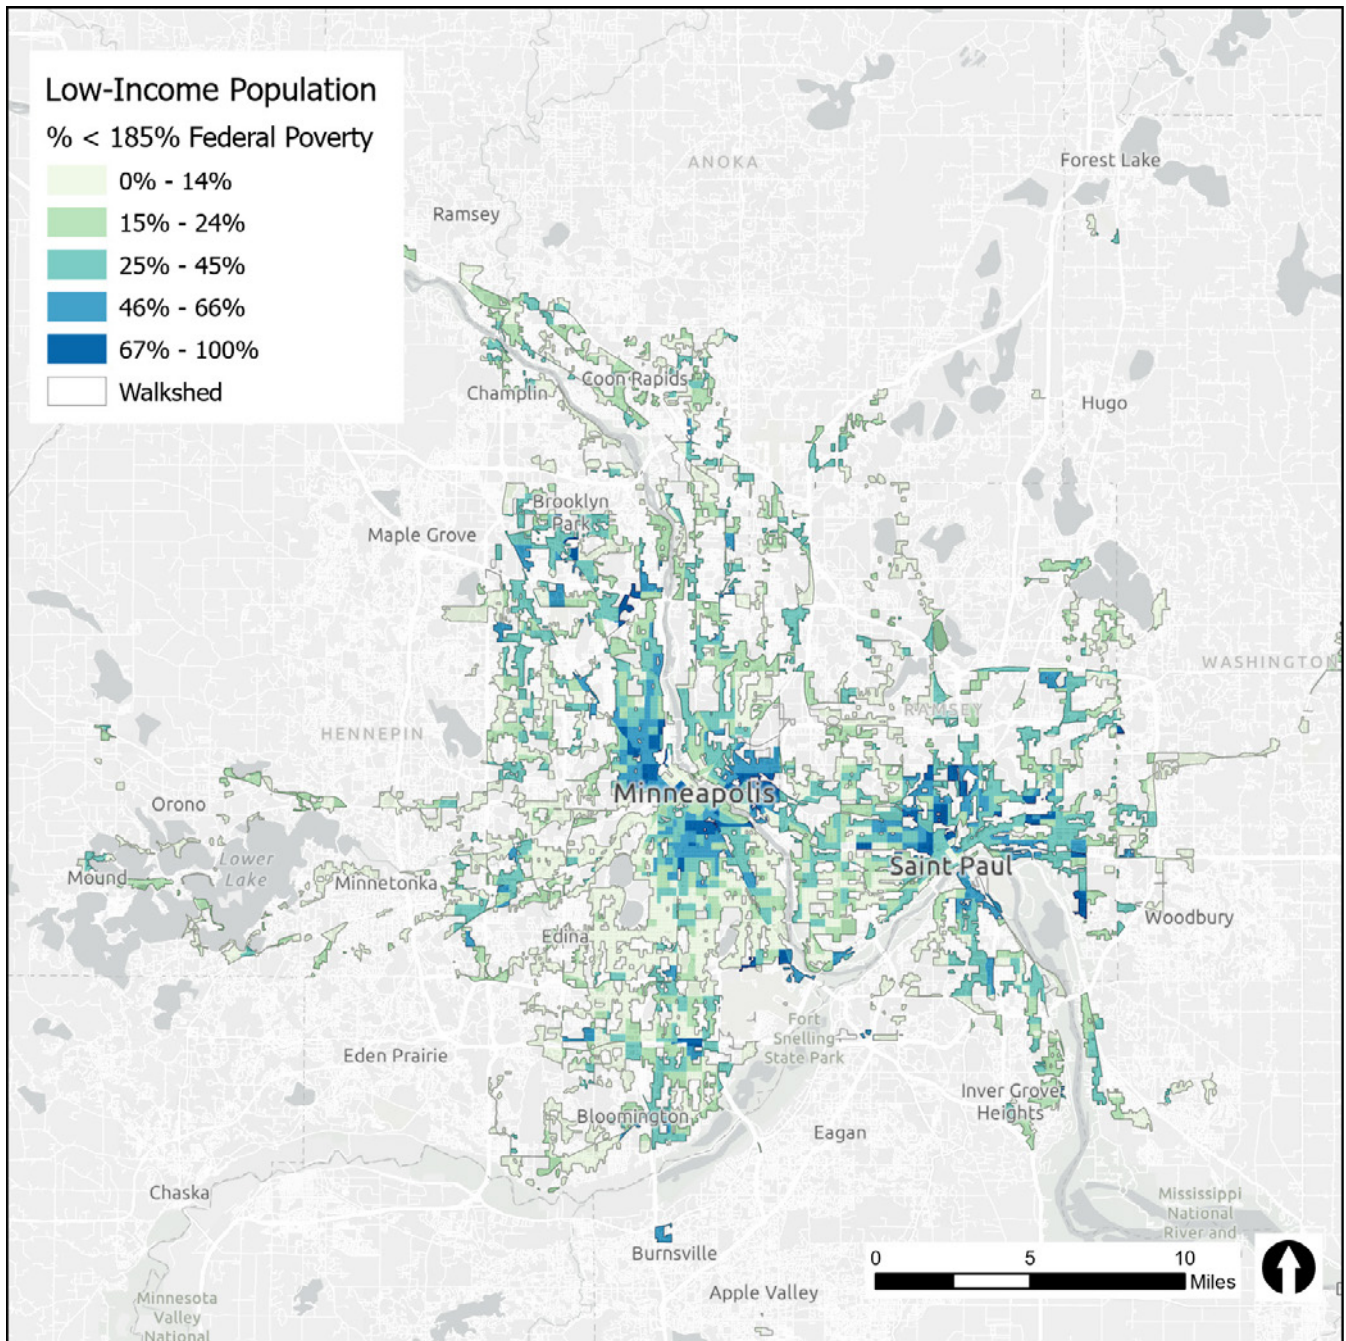 Low-Income Population
% < 185% Federal Poverty
0% - 14%
15% - 24%
25% - 45%
46% - 66%
67% - 100%
Walkshed
ANOKA
Forest Lake
Ramsey
Coon Rapids
Champlin
Hugo
Brooklyn
Park
Maple Grove
WASHINGTON
RAMSEY
HENNEPIN
Minneapolis
Orono
Lower
Lake
Saint Paul
Mound
Minnetonka
Woodbury
Edina
Fort
Snelling
State Park
Eden Prairie
Inver Grove
Heights
Bloomington
Eagan
Chaska
Mississippi
National
River and
Burnsville
0 5 10
Miles
Apple Valley
Minnesota
Valley
National